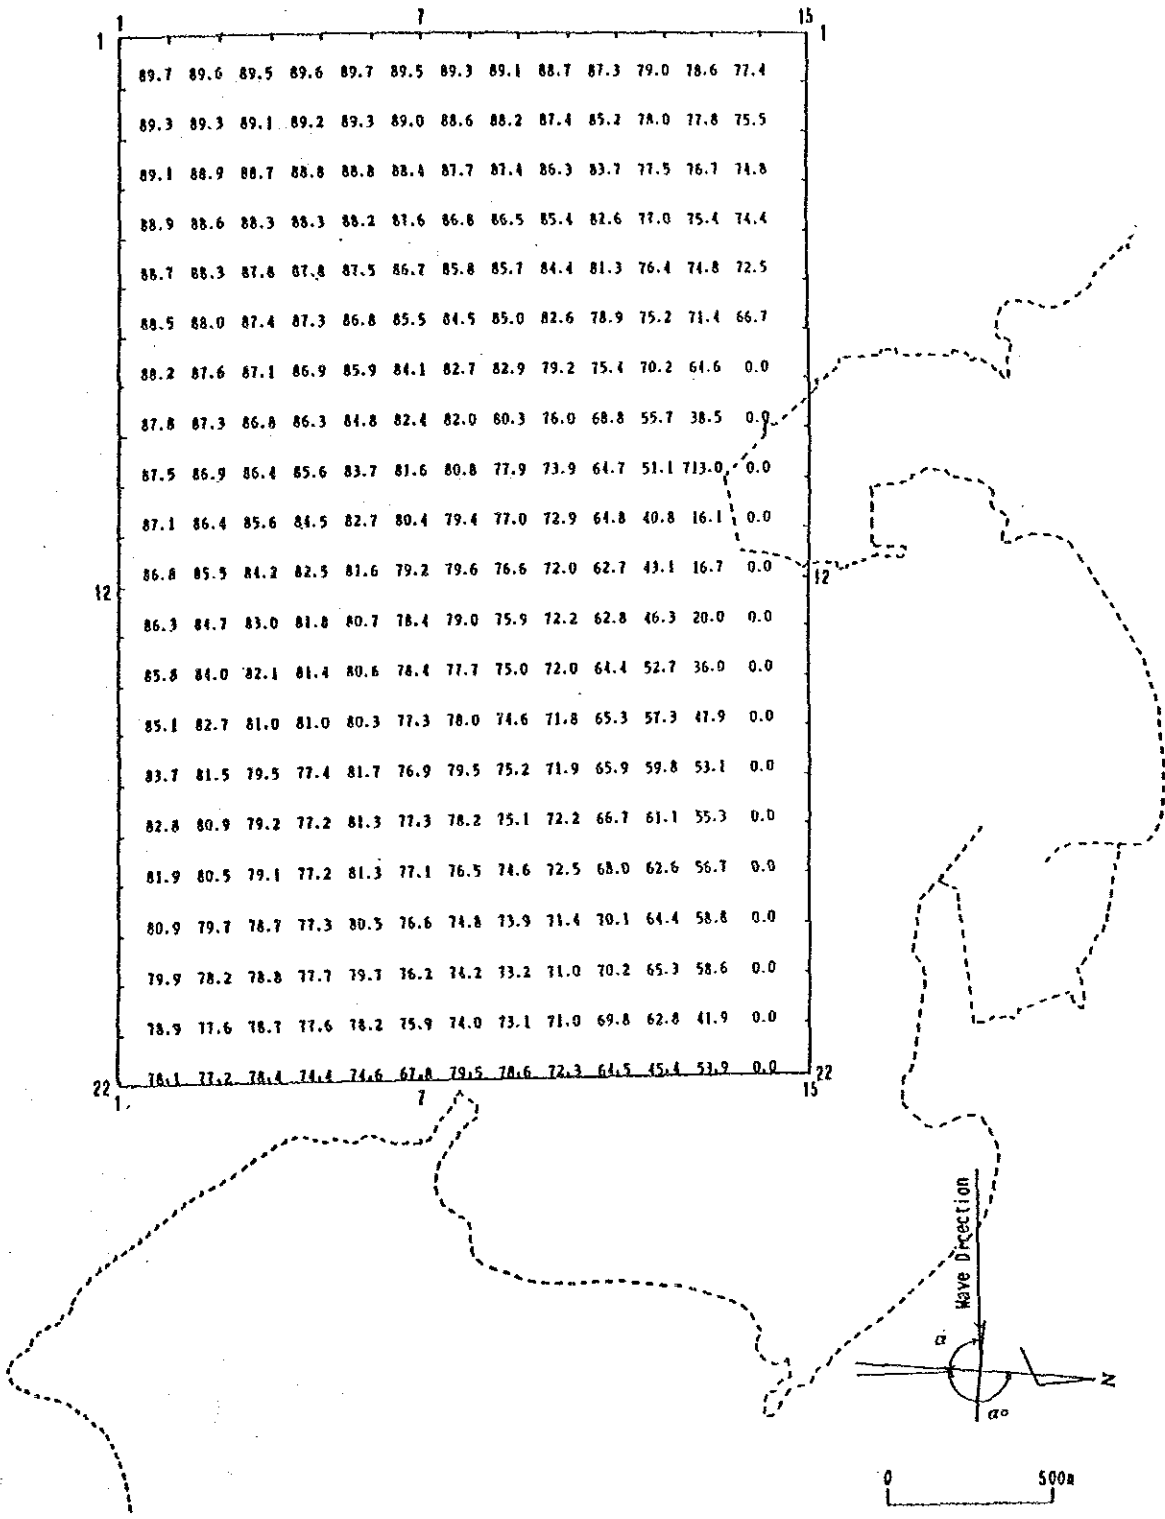 1 7 15
1 1
89.7 89.6 89.5 89.6 89.7 89.5 89.3 89.1 88.7 87.3 79.0 78.6 77.4
89.3 89.3 89.1 89.2 89.3 89.0 88.6 88.2 87.4 85.2 78.0 77.8 75.5
89.1 88.9 88.7 88.8 88.8 88.4 87.7 87.4 86.3 83.7 77.5 76.7 74.8
88.9 88.6 88.3 88.3 88.2 87.6 86.8 86.5 85.4 82.6 77.0 75.4 74.4
88.7 88.3 87.8 87.8 87.5 86.7 85.8 85.7 84.4 81.3 76.4 74.8 72.5
88.5 88.0 87.4 87.3 86.8 85.5 84.5 85.0 82.6 78.9 75.2 71.4 66.7
88.2 87.6 87.1 86.9 85.9 84.1 82.7 82.9 79.2 75.4 70.2 64.6 0.0
87.8 87.3 86.8 86.3 84.8 82.4 82.0 80.3 76.0 68.8 55.7 38.5 0.0
87.5 86.9 86.4 85.6 83.7 81.6 80.8 77.9 73.9 64.7 51.1 713.0 0.0
87.1 86.4 85.6 84.5 82.7 80.4 79.4 77.0 72.9 64.8 40.8 16.1 0.0
86.8 85.5 84.2 82.5 81.6 79.2 79.6 76.6 72.0 62.7 43.1 16.7 0.0
12 12
86.3 84.7 83.0 81.8 80.7 78.4 79.0 75.9 72.2 62.8 46.3 20.0 0.0
85.8 84.0 82.1 81.4 80.6 78.4 77.7 75.0 72.0 64.4 52.7 36.0 0.0
85.1 82.7 81.0 81.0 80.3 77.3 78.0 74.6 71.8 65.3 57.3 47.9 0.0
83.7 81.5 79.5 77.4 81.7 76.9 79.5 75.2 71.9 65.9 59.8 53.1 0.0
82.8 80.9 79.2 77.2 81.3 77.3 78.2 75.1 72.2 66.7 61.1 55.3 0.0
81.9 80.5 79.1 77.2 81.3 77.1 76.5 74.6 72.5 68.0 62.6 56.7 0.0
80.9 79.7 78.7 77.3 80.5 76.6 74.8 73.9 71.4 70.1 64.4 58.8 0.0
79.9 78.2 78.8 77.7 79.7 76.2 74.2 73.2 71.0 70.2 65.3 58.6 0.0
78.9 77.6 78.7 77.6 78.2 75.9 74.0 73.1 71.0 69.8 62.8 41.9 0.0
78.1 77.2 78.4 74.4 74.6 67.8 79.5 78.6 72.3 64.5 45.4 53.9 0.0
22 22
1 7 15
Wave Direction
α
N
α°
0 500m